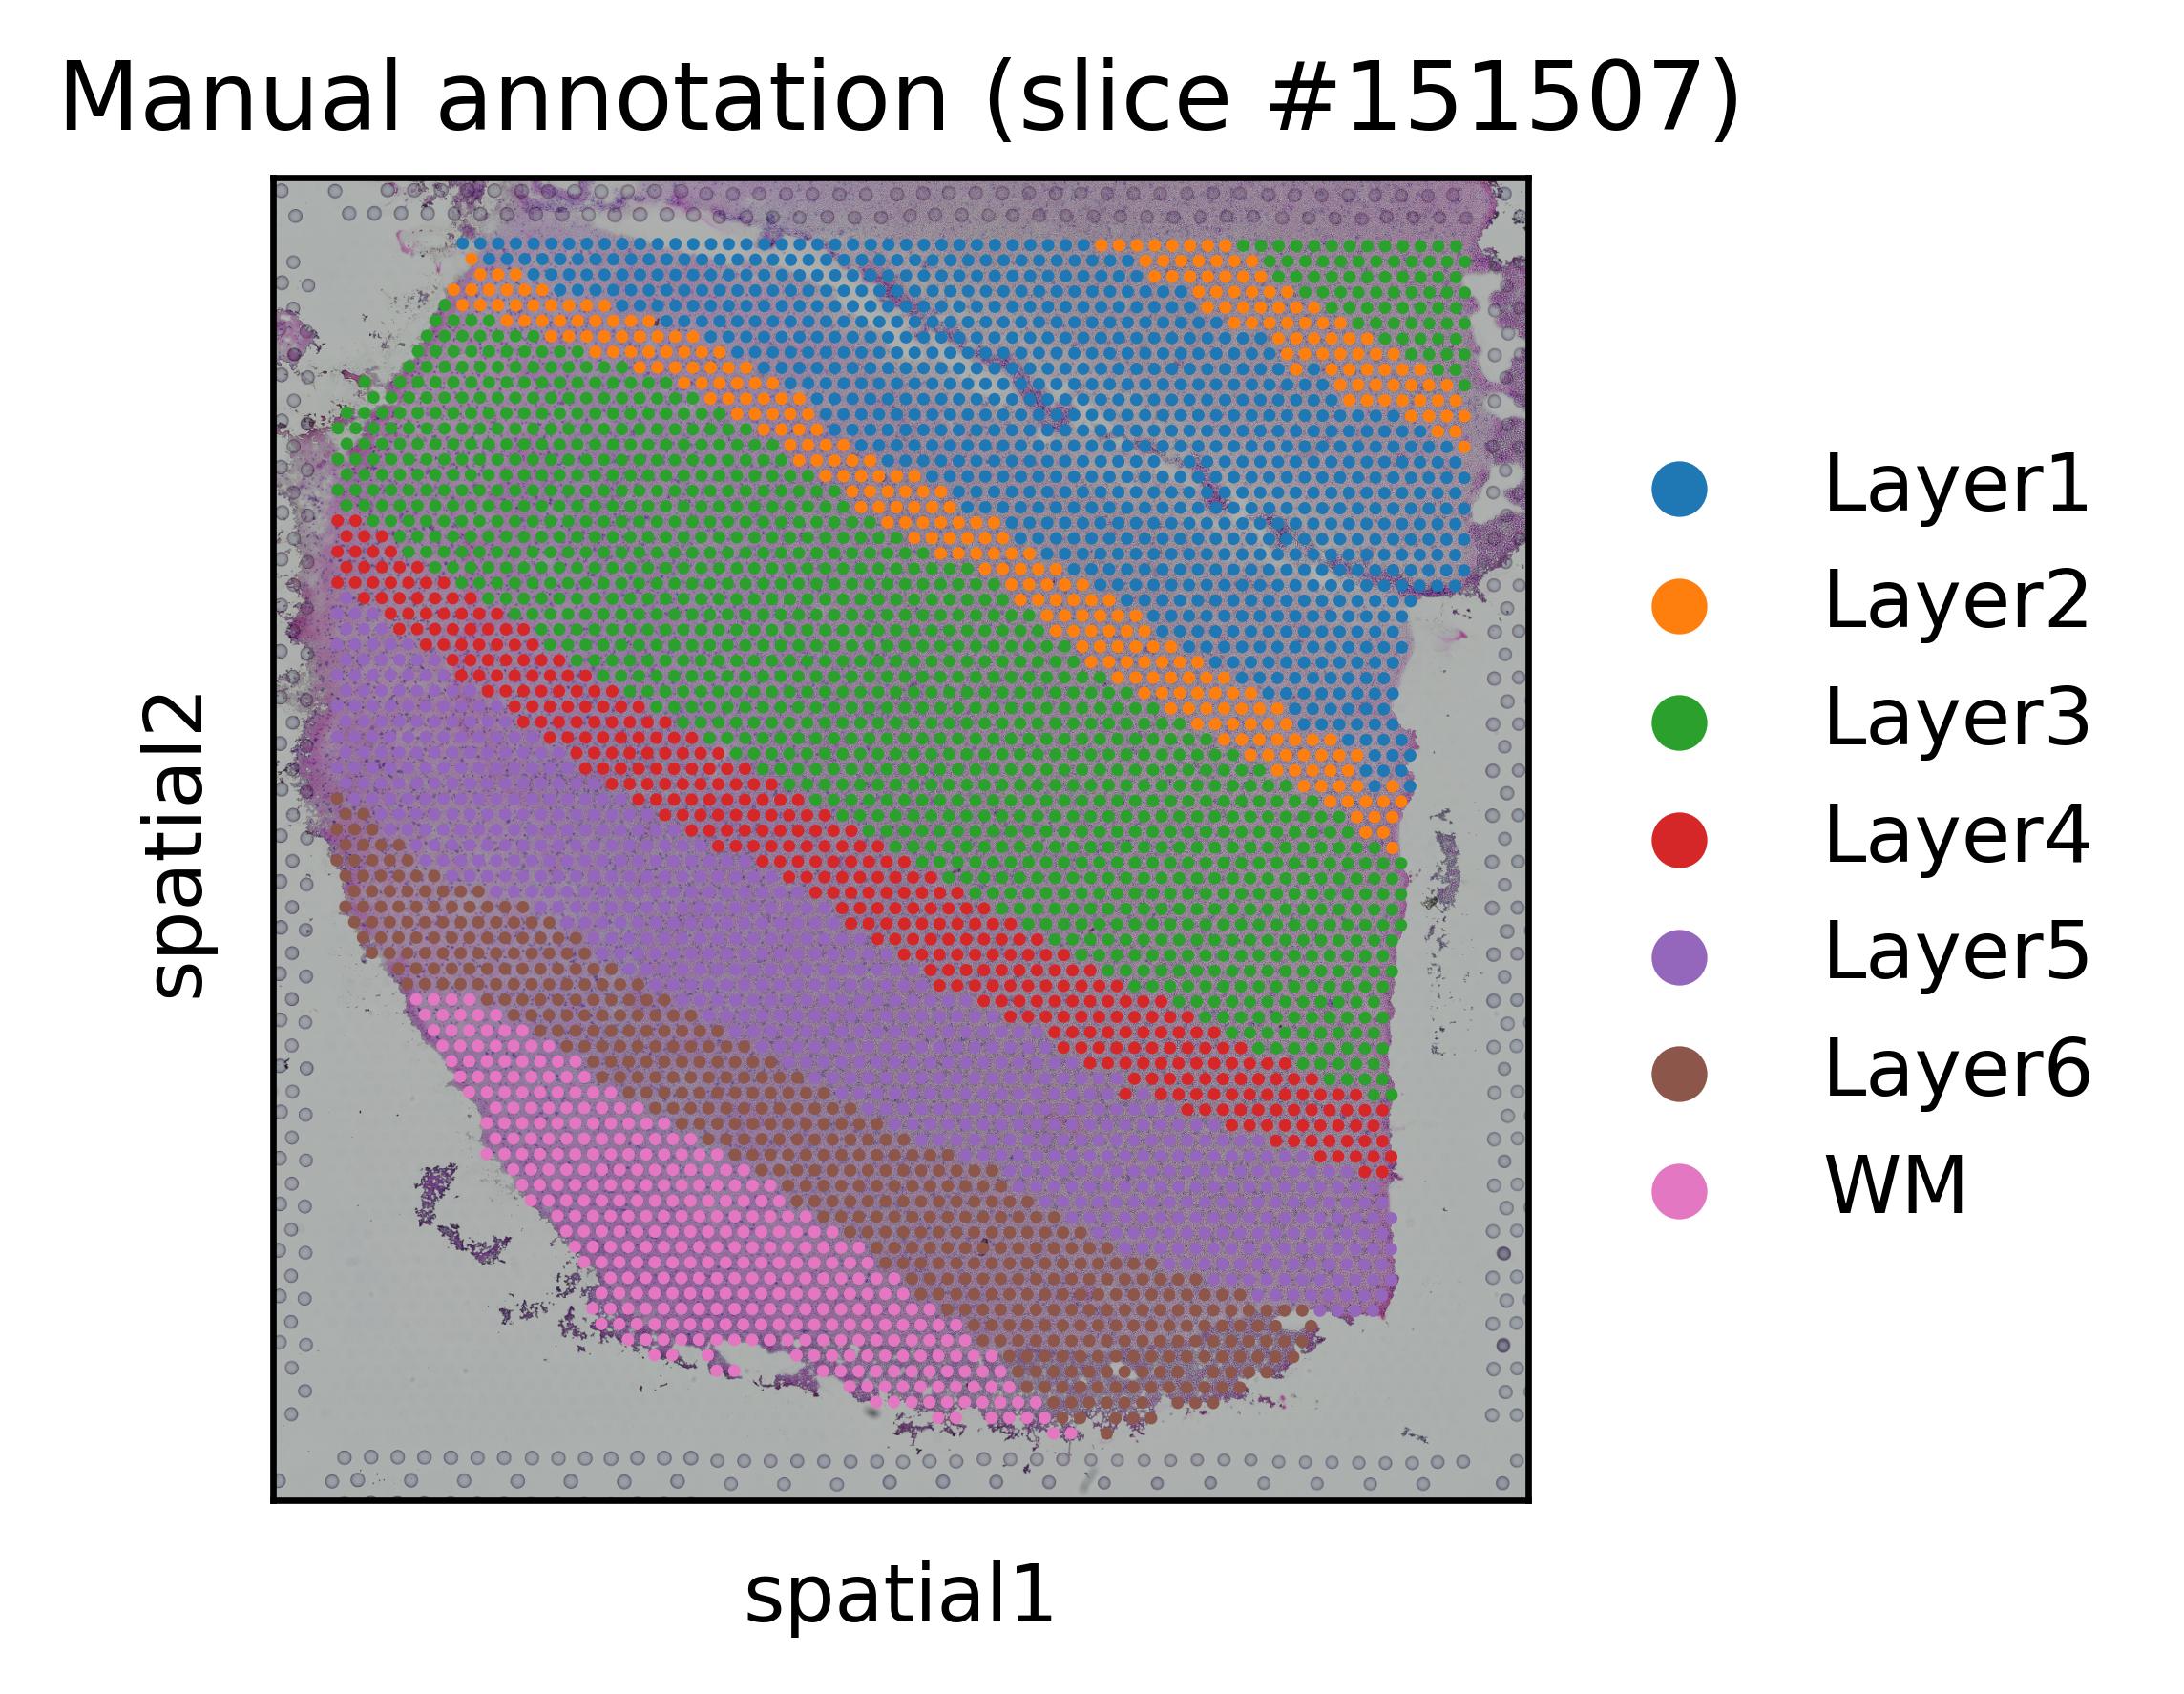 Manual annotation (slice #151507)
spatial2
spatial1
Layer1
Layer2
Layer3
Layer4
Layer5
Layer6
WM